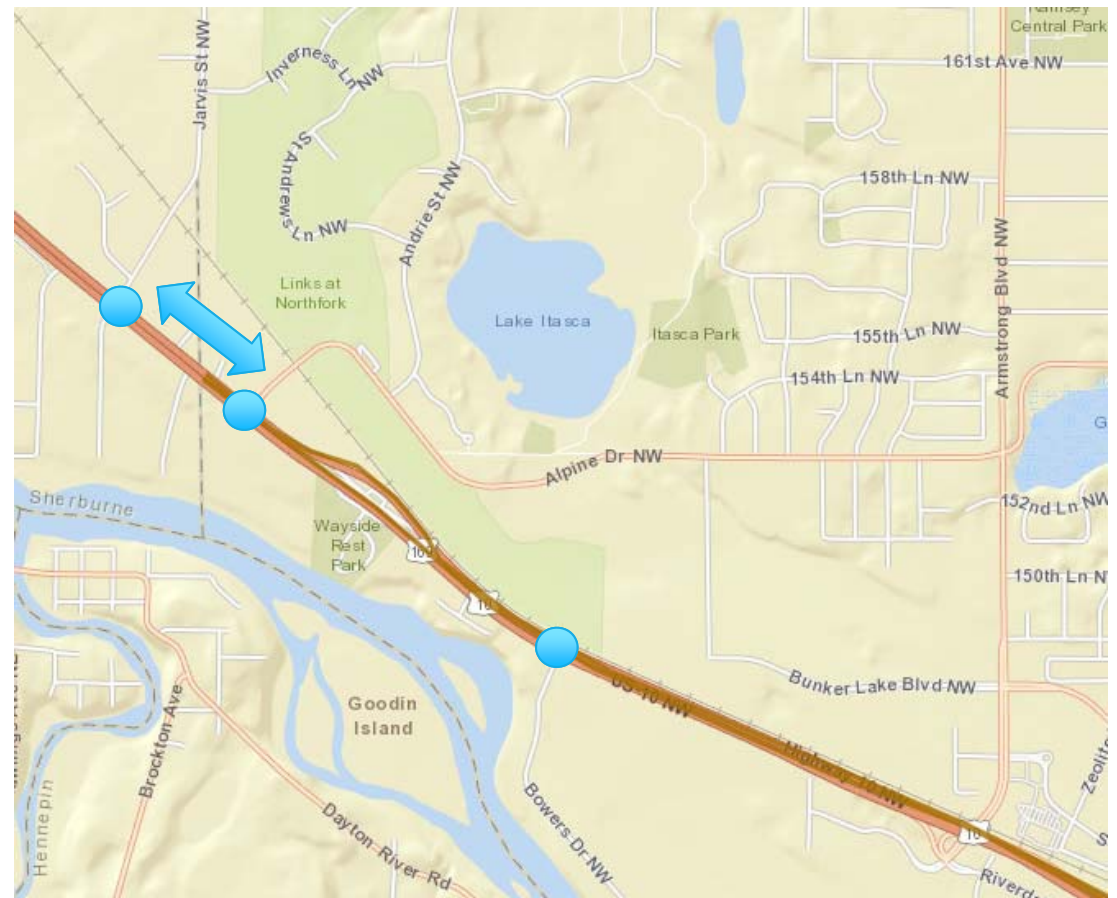 Ramsey
Central Park
161st Ave NW
Jarvis St NW
Inverness Ln NW
St Andrews Ln NW
Andrie St NW
158th Ln NW
Armstrong Blvd NW
Links at
Northfork
Lake Itasca
Itasca Park
155th Ln NW
154th Ln NW
G
Alpine Dr NW
Sherburne
152nd Ln NW
Wayside
Rest
Park
169
10
150th Ln N
Bunker Lake Blvd NW
US-10 NW
Goodin
Island
Brockton Ave
Highway 10 NW
Zeolite
Hennepin
Bowers Dr NW
Dayton River Rd
10
S
Riverd